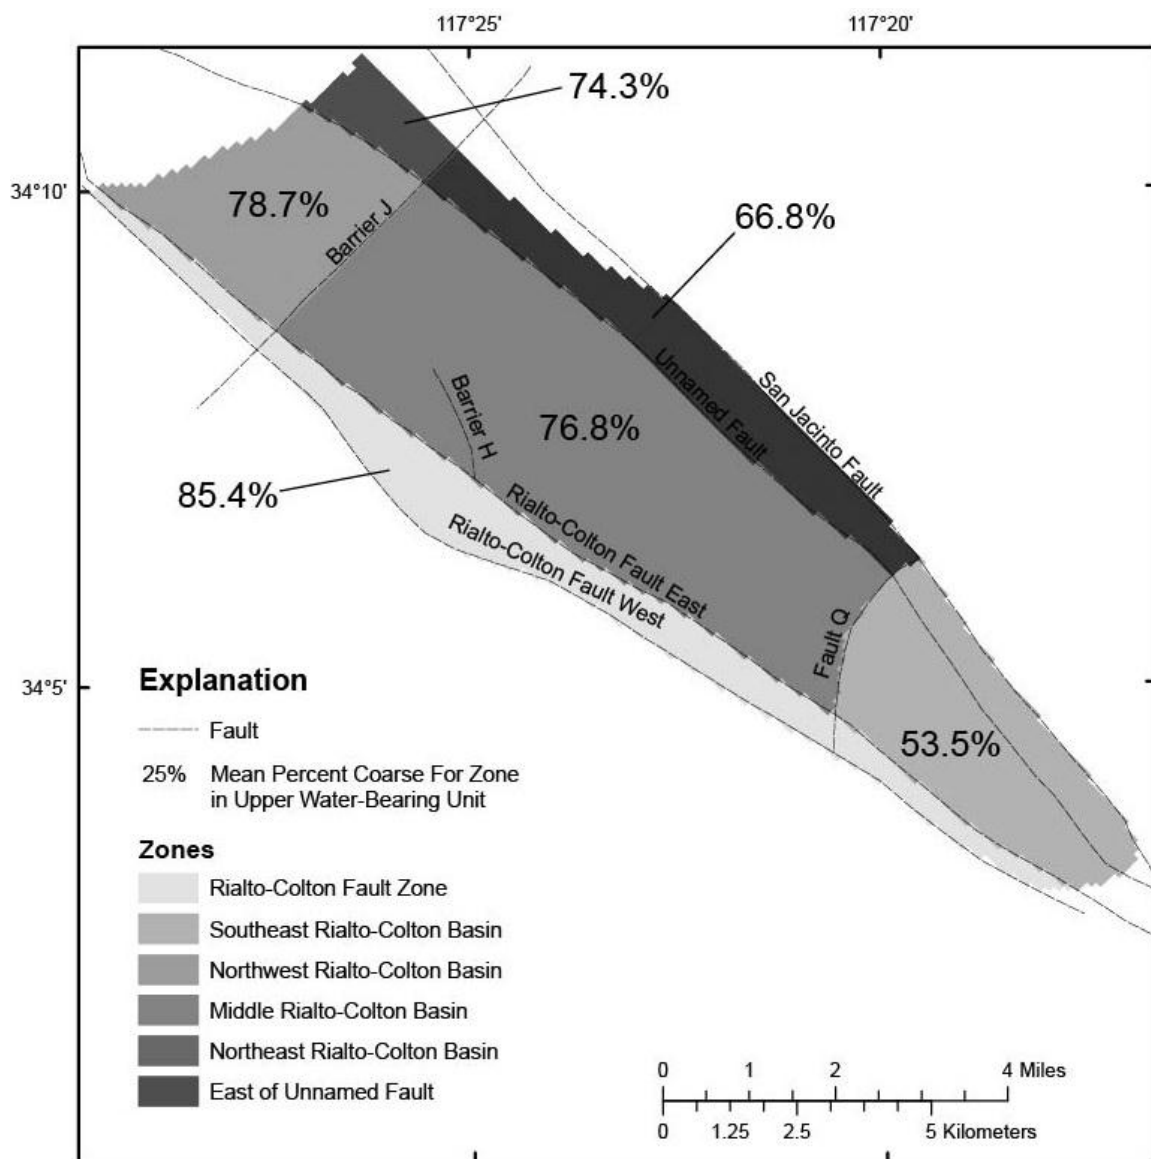 117°25'
117°20'
74.3%
34°10'
78.7%
Barrier J
66.8%
Unnamed Fault
San Jacinto Fault
Barrier H
76.8%
85.4%
Rialto-Colton Fault East
Rialto-Colton Fault West
Fault Q
34°5'
53.5%
Explanation
Fault
25% Mean Percent Coarse For Zone
in Upper Water-Bearing Unit
Zones
Rialto-Colton Fault Zone
Southeast Rialto-Colton Basin
Northwest Rialto-Colton Basin
Middle Rialto-Colton Basin
Northeast Rialto-Colton Basin
East of Unnamed Fault
0 1 2 4 Miles
0 1.25 2.5 5 Kilometers